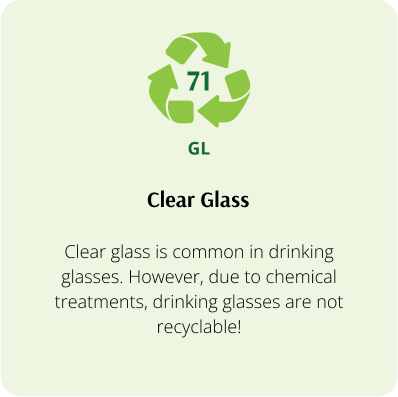 71
GL
Clear Glass
Clear glass is common in drinking
glasses. However, due to chemical
treatments, drinking glasses are not
recyclable!